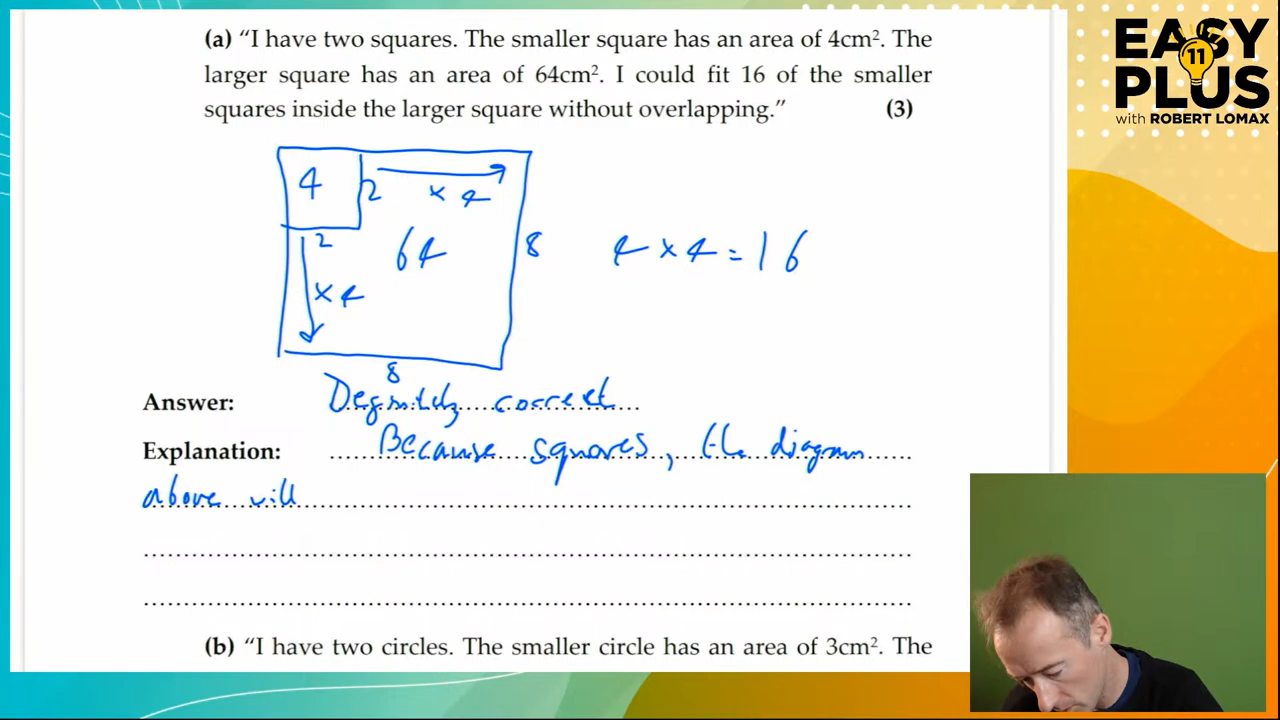 (a) "I have two squares. The smaller square has an area of 4cm². The
larger square has an area of 64cm². I could fit 16 of the smaller
squares inside the larger square without overlapping." (3)
4
2
× 4
2
× 4
64
8
8
4 × 4 = 16
Answer: Definitely correct
Explanation: Because squares, the diagram
above will
(b) "I have two circles. The smaller circle has an area of 3cm². The
EASY
11
PLUS
with ROBERT LOMAX